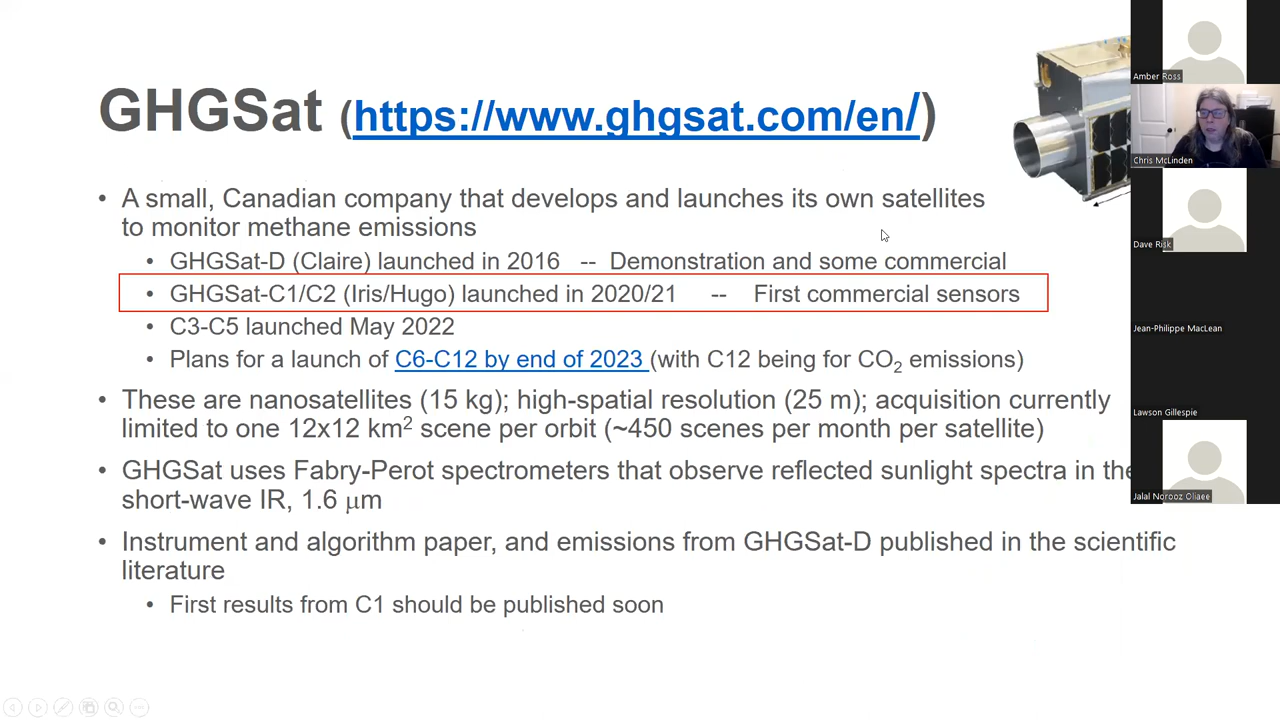 GHGSat (https://www.ghgsat.com/en/)
• A small, Canadian company that develops and launches its own satellites
to monitor methane emissions
• GHGSat-D (Claire) launched in 2016 -- Demonstration and some commercial
• GHGSat-C1/C2 (Iris/Hugo) launched in 2020/21 -- First commercial sensors
• C3-C5 launched May 2022
• Plans for a launch of C6-C12 by end of 2023 (with C12 being for CO₂ emissions)
• These are nanosatellites (15 kg); high-spatial resolution (25 m); acquisition currently
limited to one 12x12 km² scene per orbit (~450 scenes per month per satellite)
• GHGSat uses Fabry-Perot spectrometers that observe reflected sunlight spectra in the
short-wave IR, 1.6 μm
• Instrument and algorithm paper, and emissions from GHGSat-D published in the scientific
literature
• First results from C1 should be published soon
Amber Ross
Chris McLinden
Dave Risk
Jean-Philippe MacLean
Lawson Gillespie
Jalal Norooz Oliaee